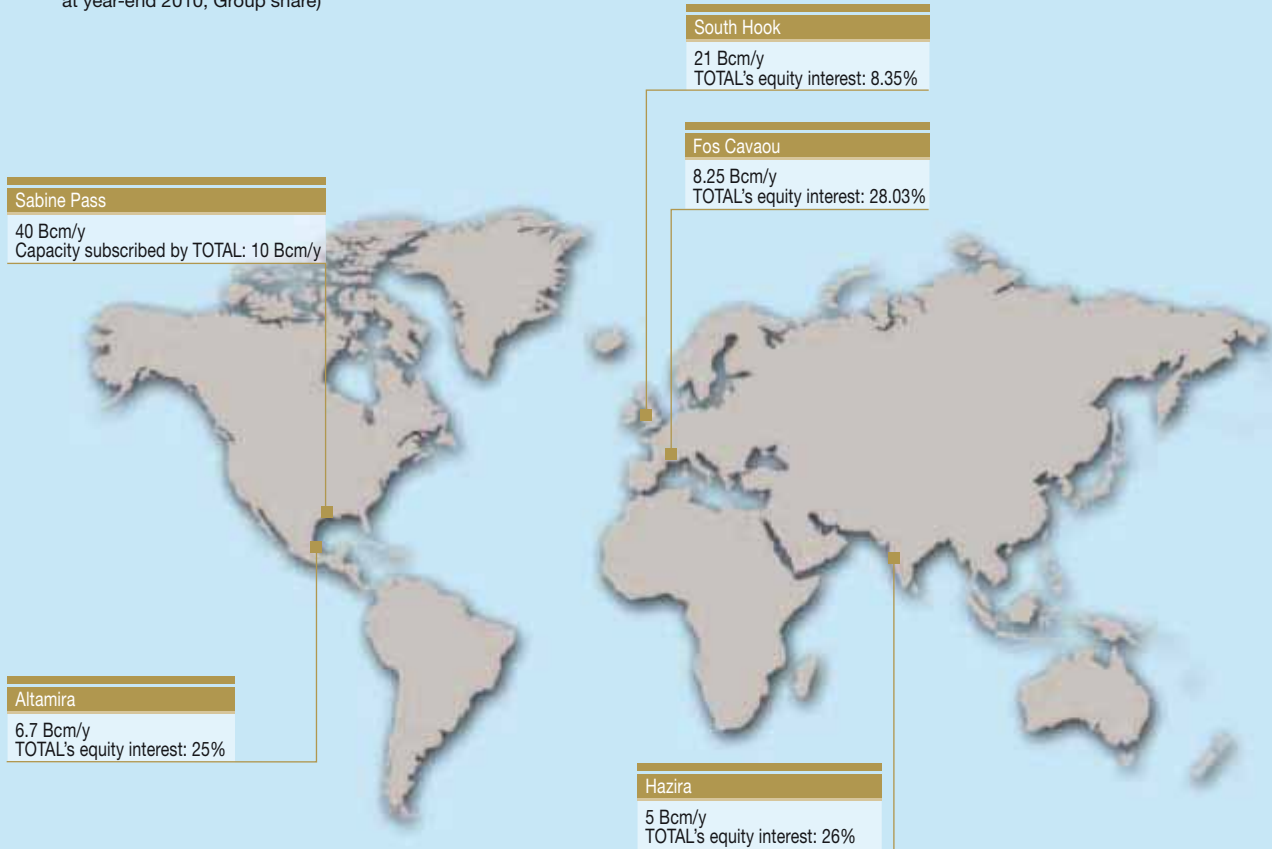 at year-end 2010, Group share)
South Hook
21 Bcm/y
TOTAL's equity interest: 8.35%
Fos Cavaou
8.25 Bcm/y
TOTAL's equity interest: 28.03%
Sabine Pass
40 Bcm/y
Capacity subscribed by TOTAL: 10 Bcm/y
Altamira
6.7 Bcm/y
TOTAL's equity interest: 25%
Hazira
5 Bcm/y
TOTAL's equity interest: 26%